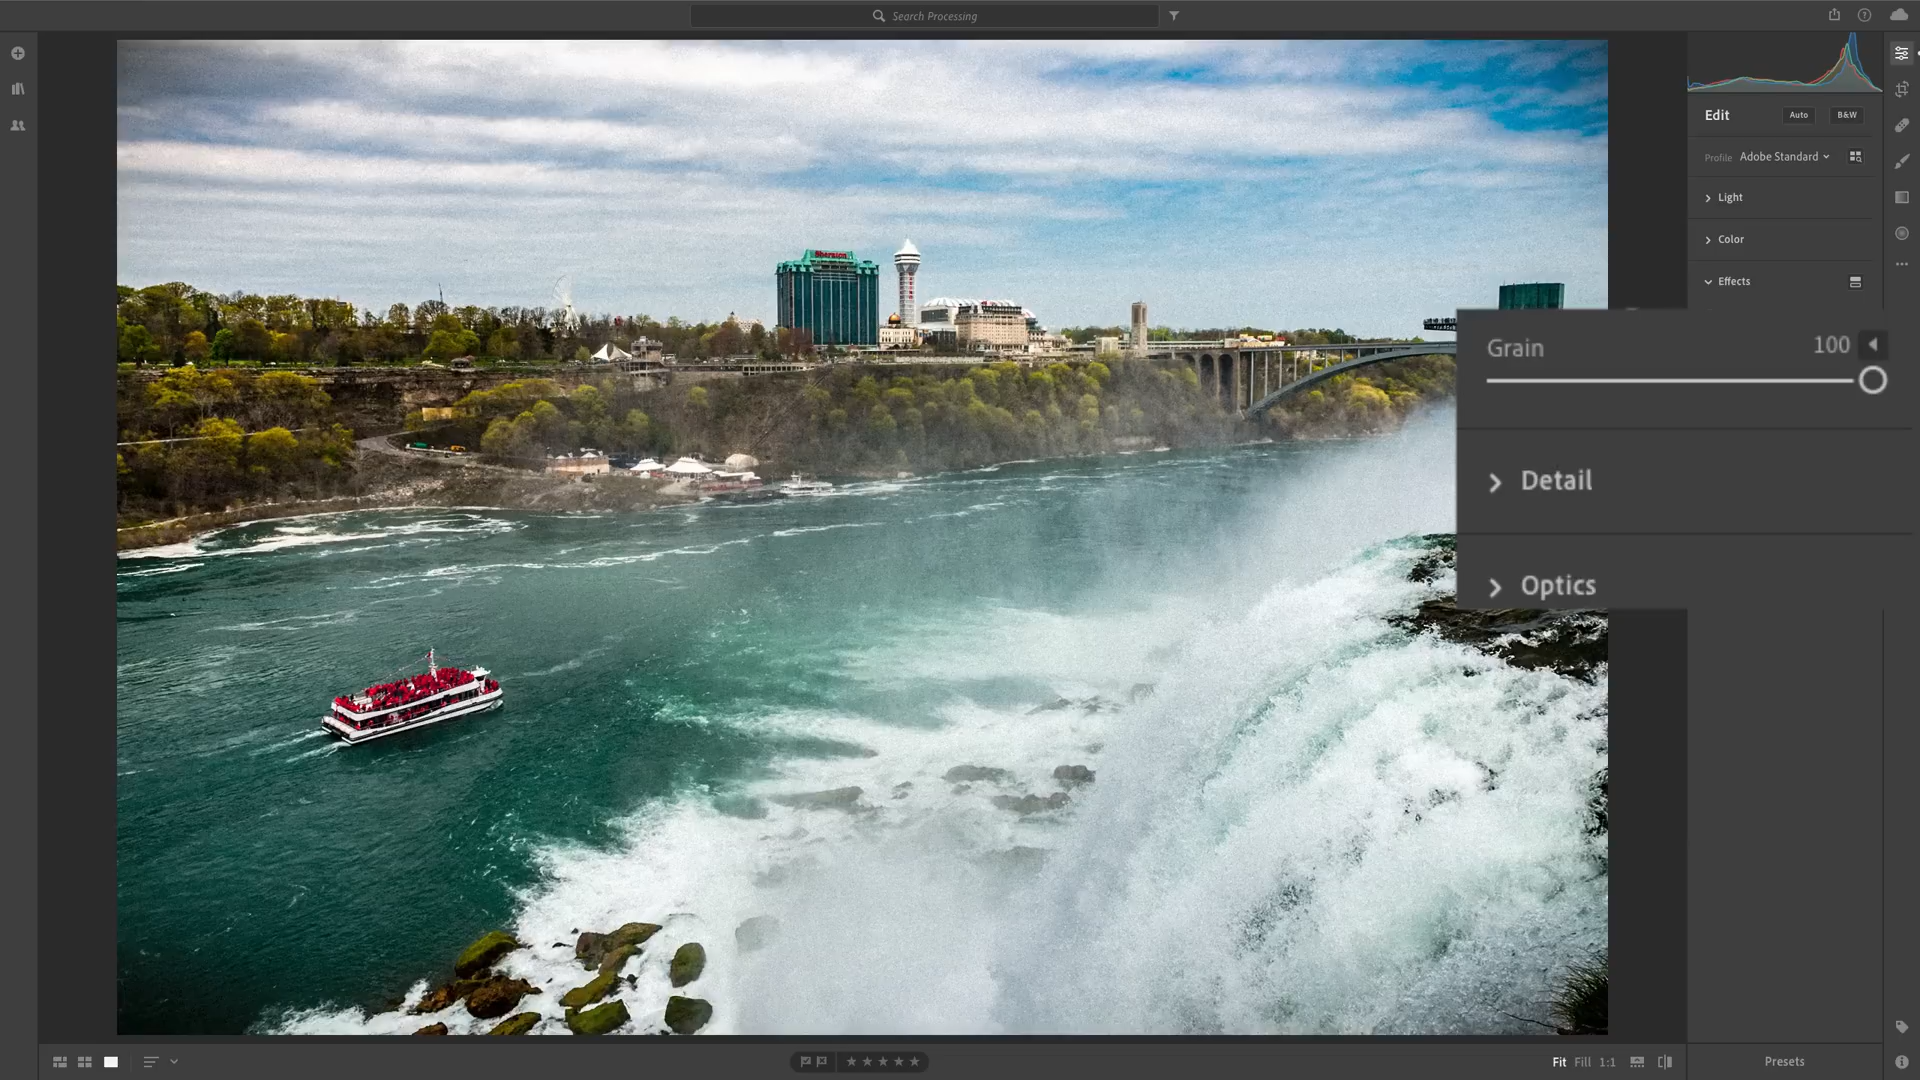 Search Processing
Edit
Auto
B&W
Profile
Adobe Standard
Light
Color
Effects
Sheraton
Grain
100
Detail
Optics
Fit
Fill
1:1
Presets